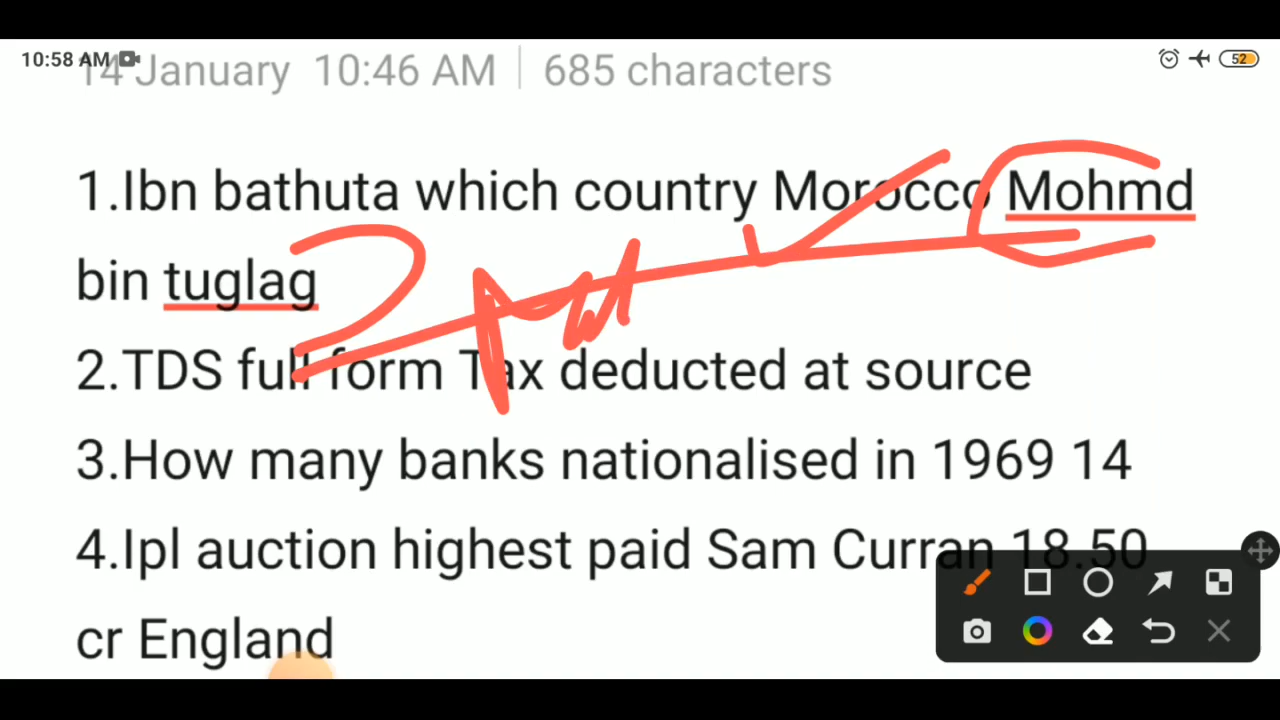 10:58 AM
52
14 January 10:46 AM | 685 characters
1.Ibn bathuta which country Morocco Mohmd
bin tuglag
2.TDS full form Tax deducted at source
3.How many banks nationalised in 1969 14
4.Ipl auction highest paid Sam Curran 18.50
cr England